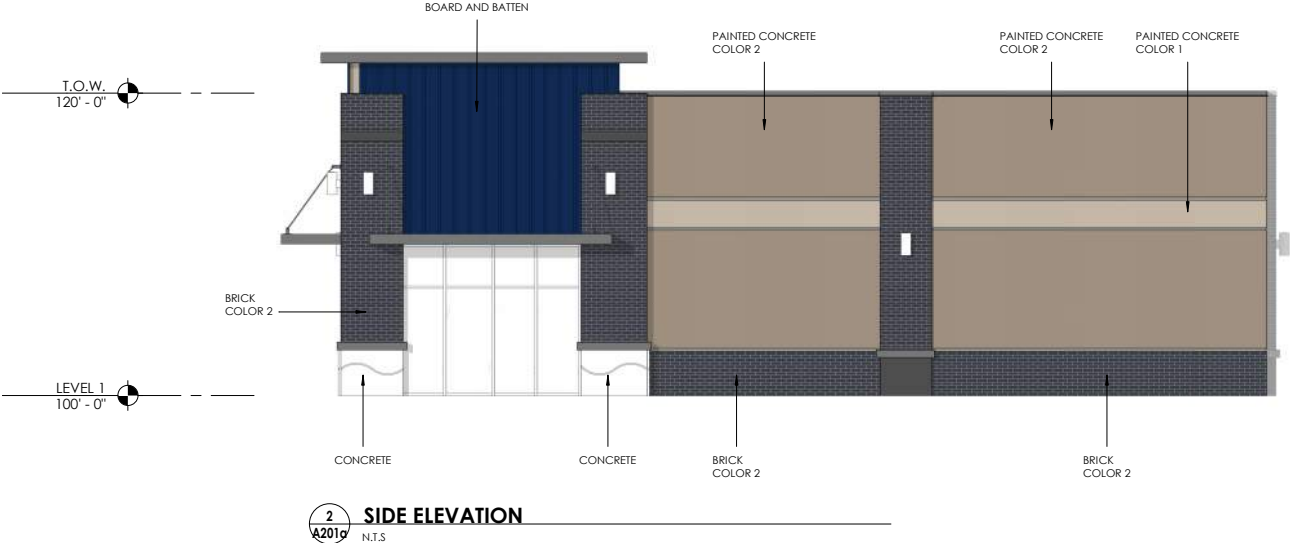 BOARD AND BATTEN
PAINTED CONCRETE
COLOR 2
PAINTED CONCRETE
COLOR 2
PAINTED CONCRETE
COLOR 1
T.O.W.
120' - 0"
BRICK
COLOR 2
LEVEL 1
100' - 0"
CONCRETE
CONCRETE
BRICK
COLOR 2
BRICK
COLOR 2
2
A201a
SIDE ELEVATION
N.T.S